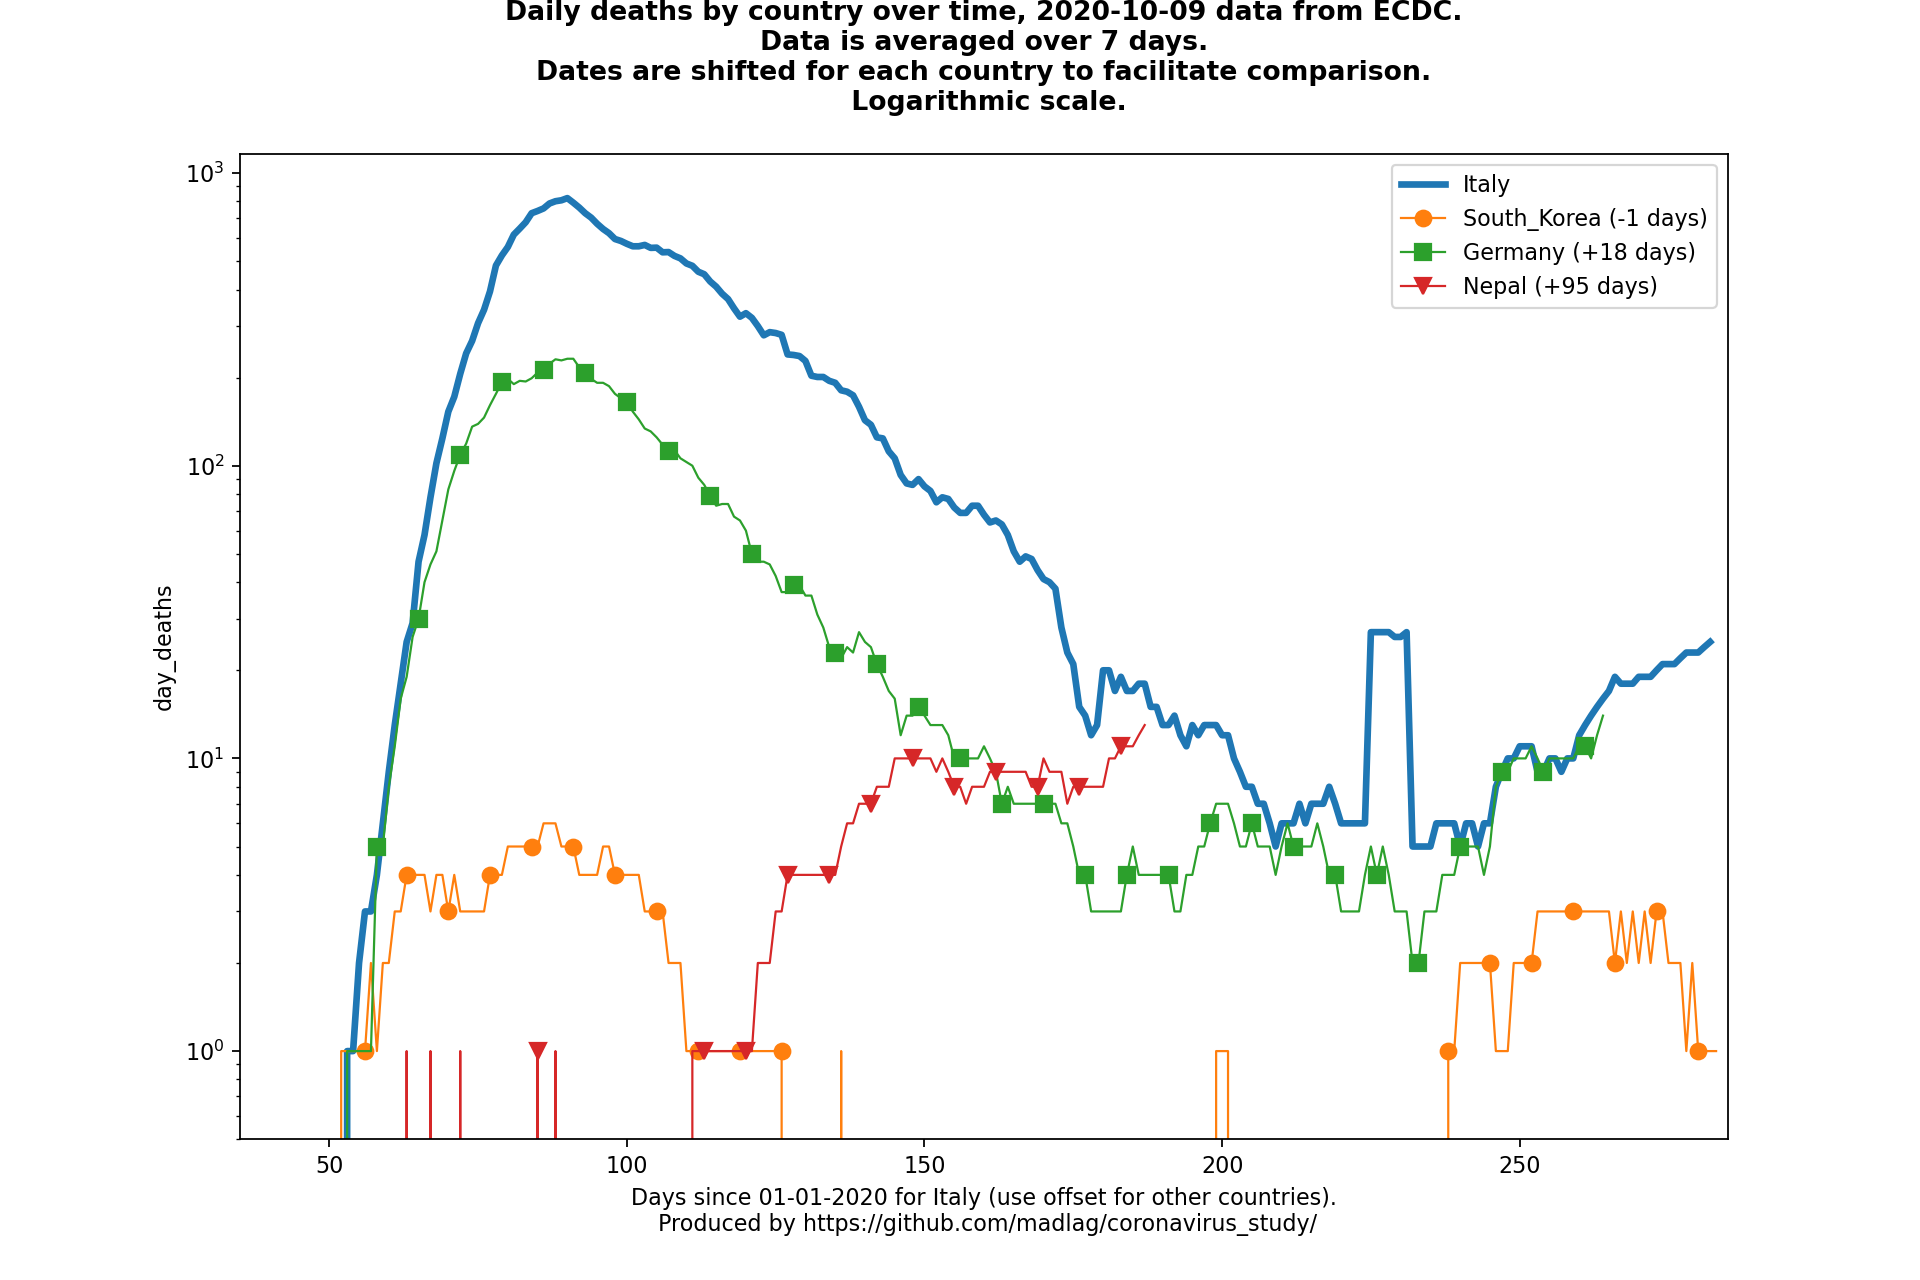 Daily deaths by country over time, 2020-10-09 data from ECDC.
Data is averaged over 7 days.
Dates are shifted for each country to facilitate comparison.
Logarithmic scale.
10³
10²
10¹
10⁰
day_deaths
Italy
South_Korea (-1 days)
Germany (+18 days)
Nepal (+95 days)
50
100
150
200
250
Days since 01-01-2020 for Italy (use offset for other countries).
Produced by https://github.com/madlag/coronavirus_study/